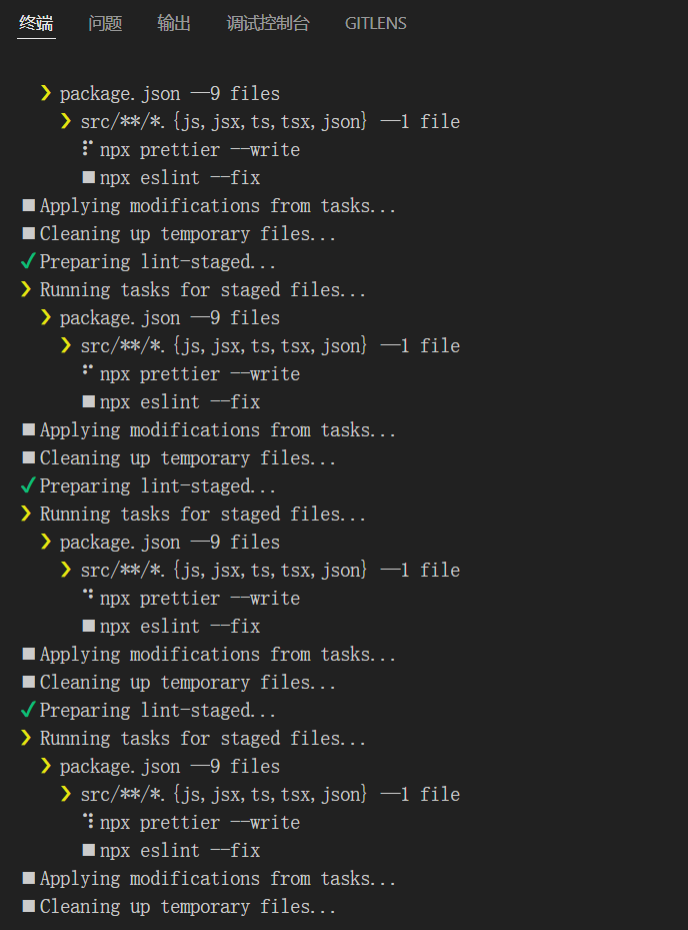 终端 问题 输出 调试控制台 GITLENS
❯ package.json —9 files
❯ src/**/*.{js,jsx,ts,tsx,json} —1 file
⠏ npx prettier --write
■ npx eslint --fix
■ Applying modifications from tasks...
■ Cleaning up temporary files...
✔ Preparing lint-staged...
❯ Running tasks for staged files...
❯ package.json —9 files
❯ src/**/*.{js,jsx,ts,tsx,json} —1 file
⠋ npx prettier --write
■ npx eslint --fix
■ Applying modifications from tasks...
■ Cleaning up temporary files...
✔ Preparing lint-staged...
❯ Running tasks for staged files...
❯ package.json —9 files
❯ src/**/*.{js,jsx,ts,tsx,json} —1 file
⠙ npx prettier --write
■ npx eslint --fix
■ Applying modifications from tasks...
■ Cleaning up temporary files...
✔ Preparing lint-staged...
❯ Running tasks for staged files...
❯ package.json —9 files
❯ src/**/*.{js,jsx,ts,tsx,json} —1 file
⠹ npx prettier --write
■ npx eslint --fix
■ Applying modifications from tasks...
■ Cleaning up temporary files...